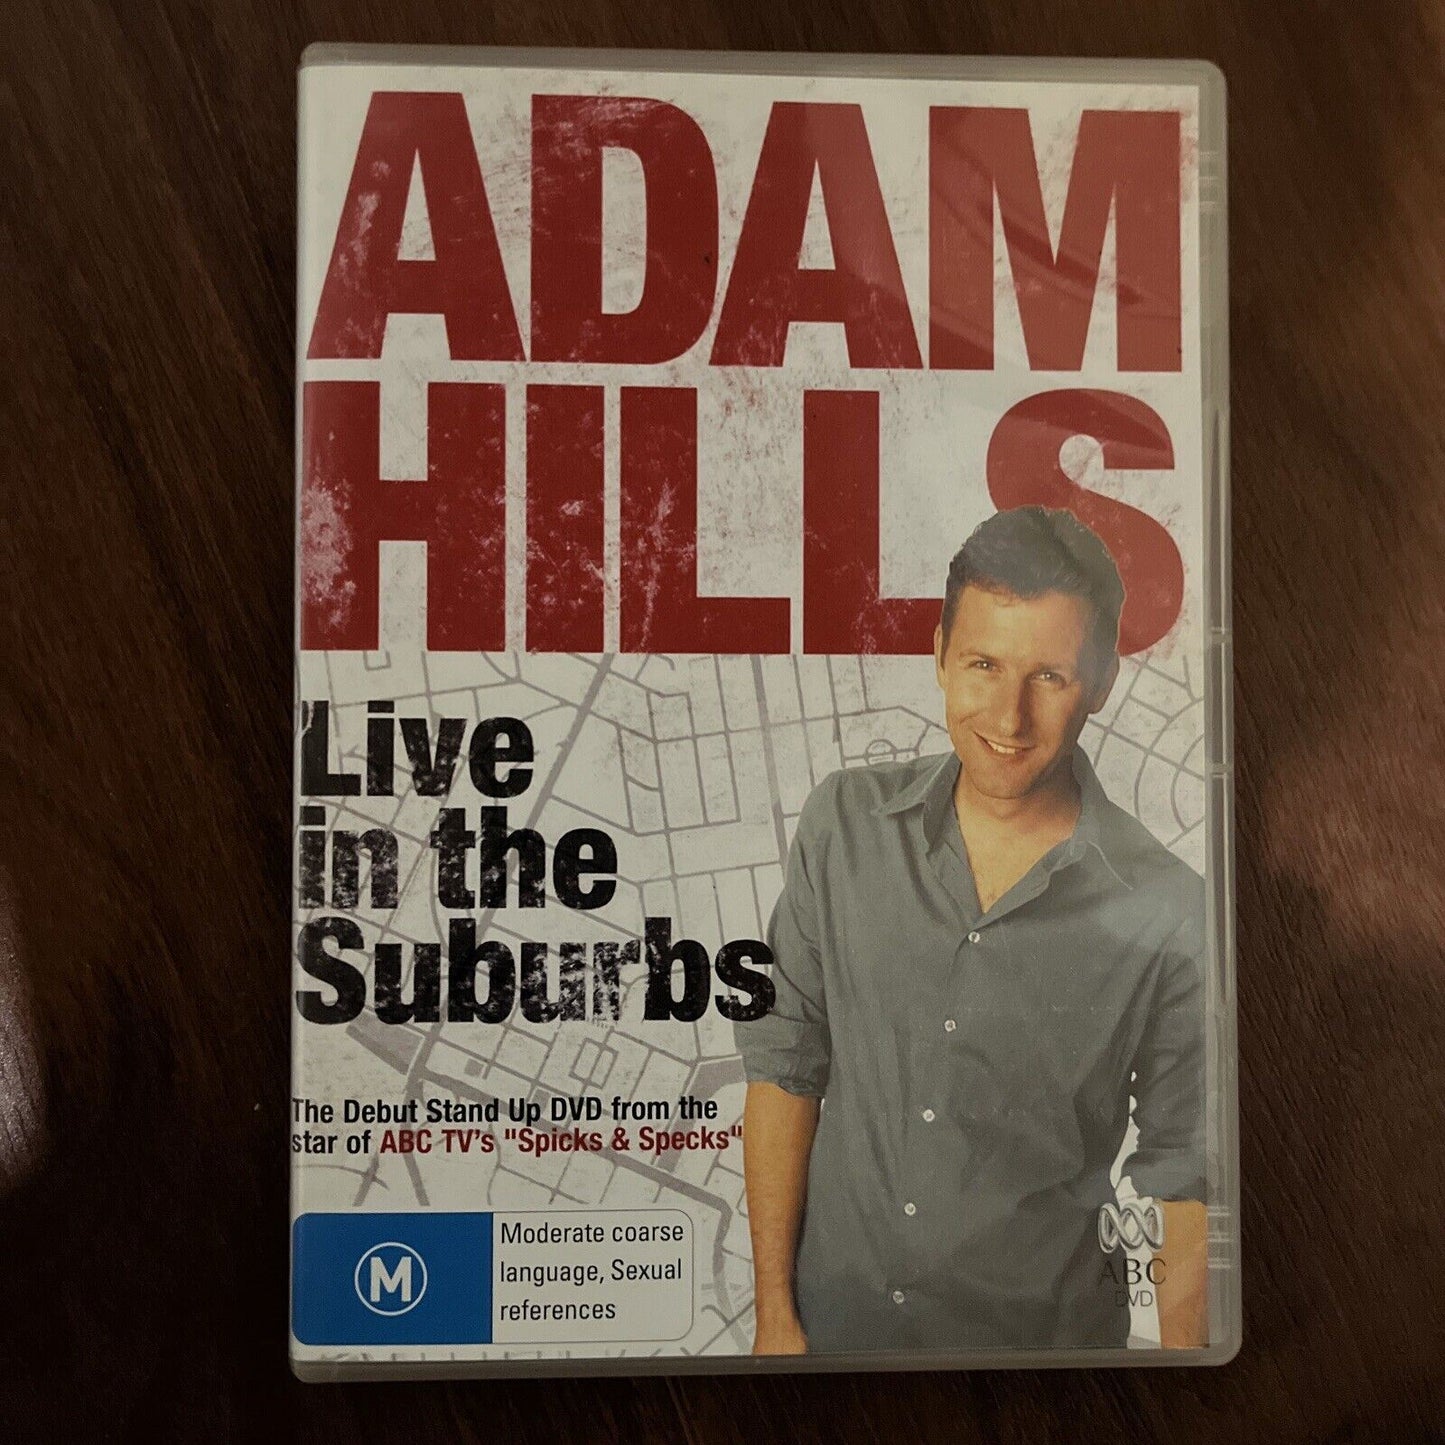 ADAM
HILLS
Live
in the
Suburbs
The Debut Stand Up DVD from the
star of ABC TV's "Spicks & Specks"
M
Moderate coarse
language, Sexual
references
ABC
DVD